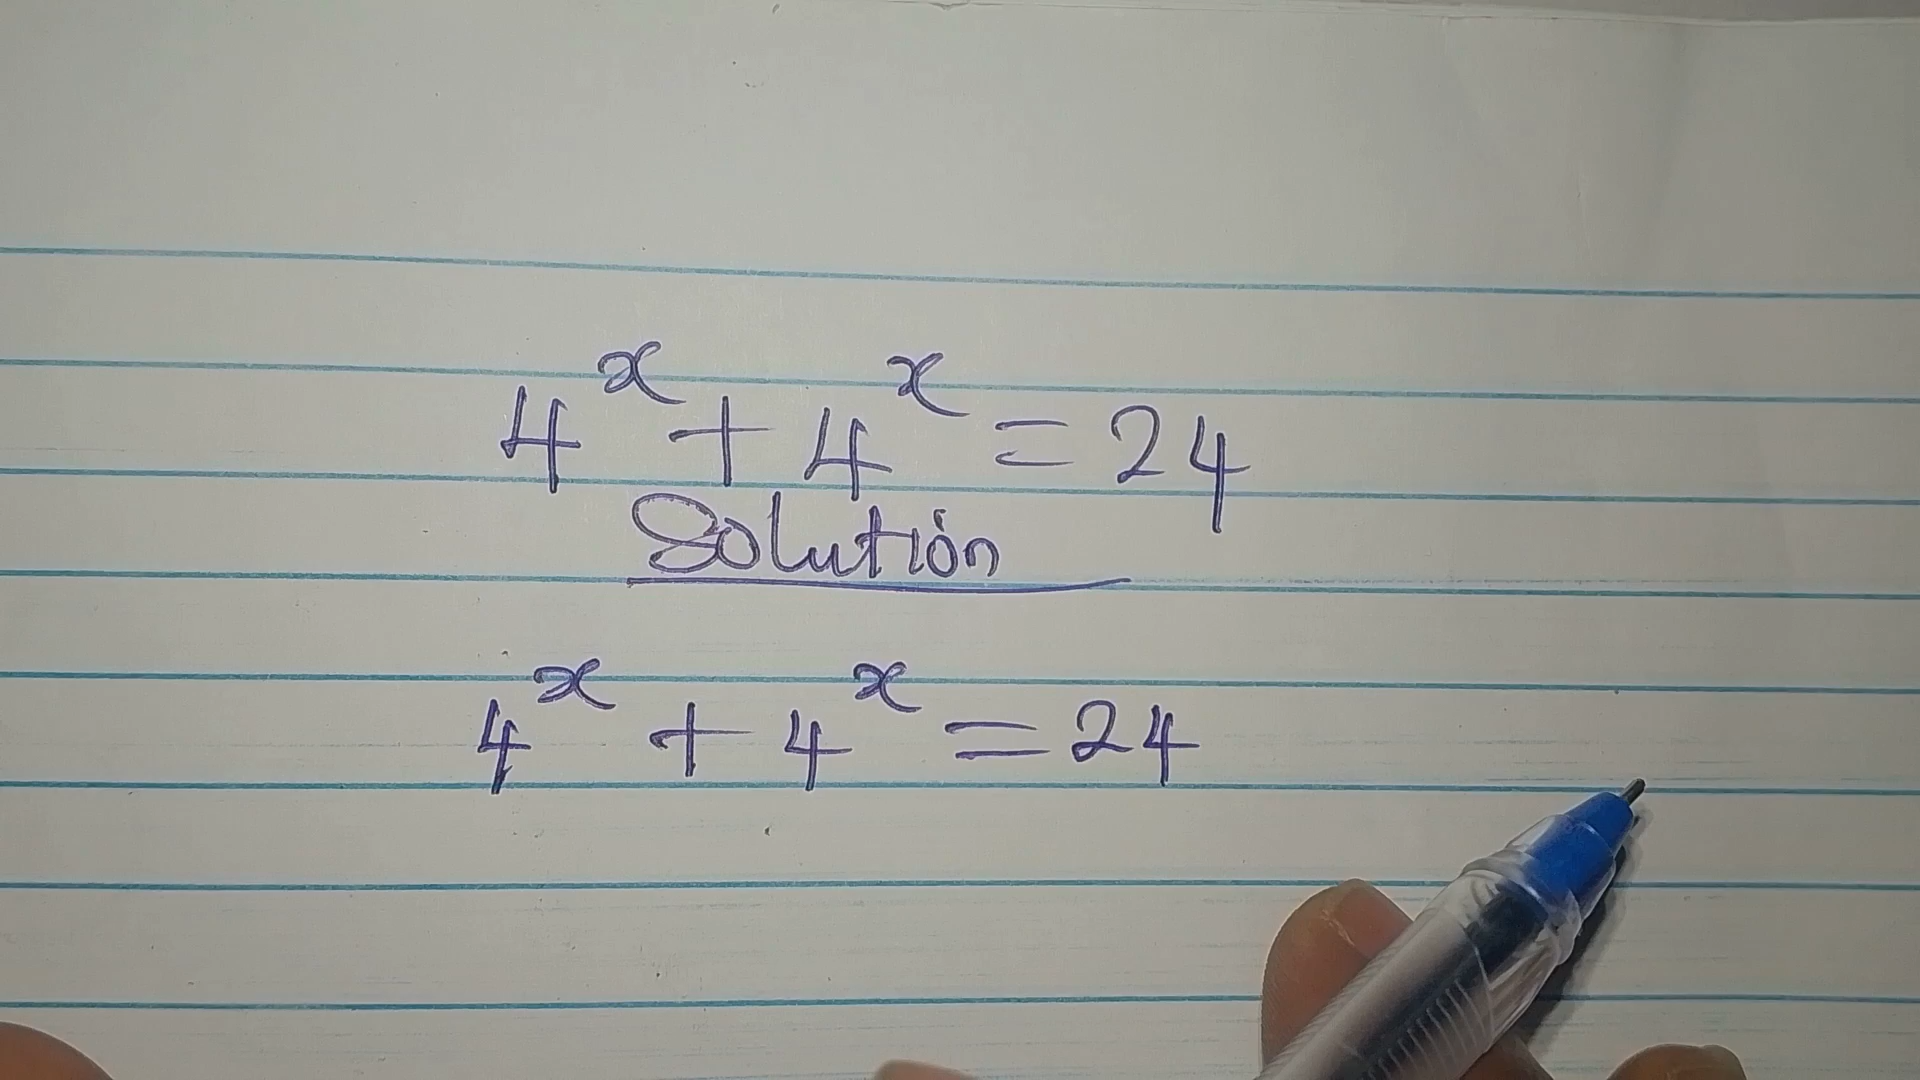 4^x + 4^x = 24
Solution
4^x + 4^x = 24